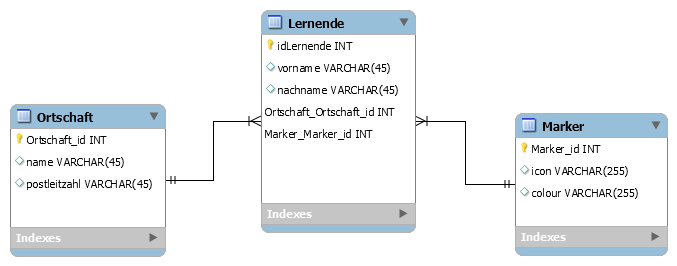 Lernende
idLernende INT
vorname VARCHAR(45)
nachname VARCHAR(45)
Ortschaft_Ortschaft_id INT
Marker_Marker_id INT
Indexes
Ortschaft
Ortschaft_id INT
name VARCHAR(45)
postleitzahl VARCHAR(45)
Indexes
Marker
Marker_id INT
icon VARCHAR(255)
colour VARCHAR(255)
Indexes